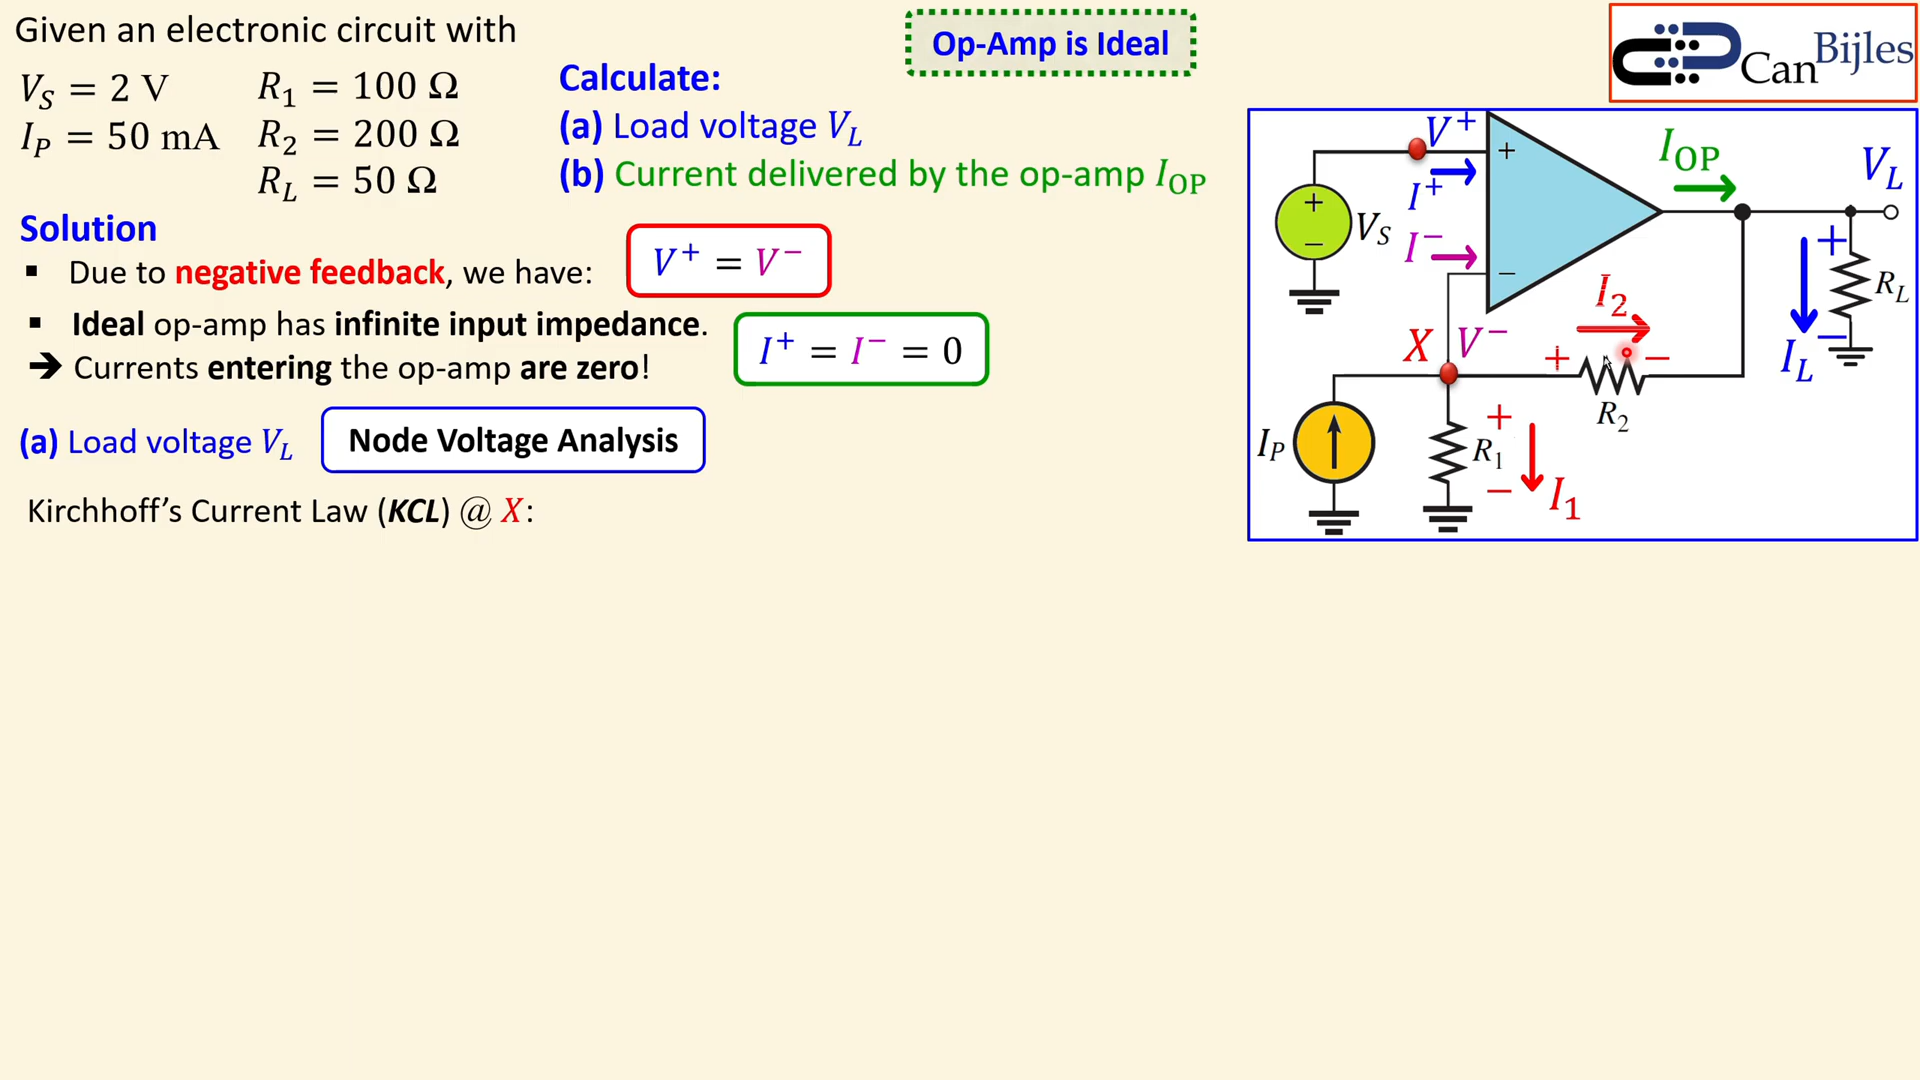 Given an electronic circuit with
V_S = 2 V
I_P = 50 mA
R_1 = 100 Ω
R_2 = 200 Ω
R_L = 50 Ω
Calculate:
(a) Load voltage V_L
(b) Current delivered by the op-amp I_OP
Op-Amp is Ideal
Can Bijles
Solution
▪ Due to negative feedback, we have:
V⁺ = V⁻
▪ Ideal op-amp has infinite input impedance.
➔ Currents entering the op-amp are zero!
I⁺ = I⁻ = 0
(a) Load voltage V_L
Node Voltage Analysis
Kirchhoff's Current Law (KCL) @ X:
V⁺
+
I⁺
I_OP
V_L
+
−
V_S
I⁻
−
I_2
+
−
R_L
I_L
X
V⁻
+
−
R_2
I_P
+
R_1
−
I_1